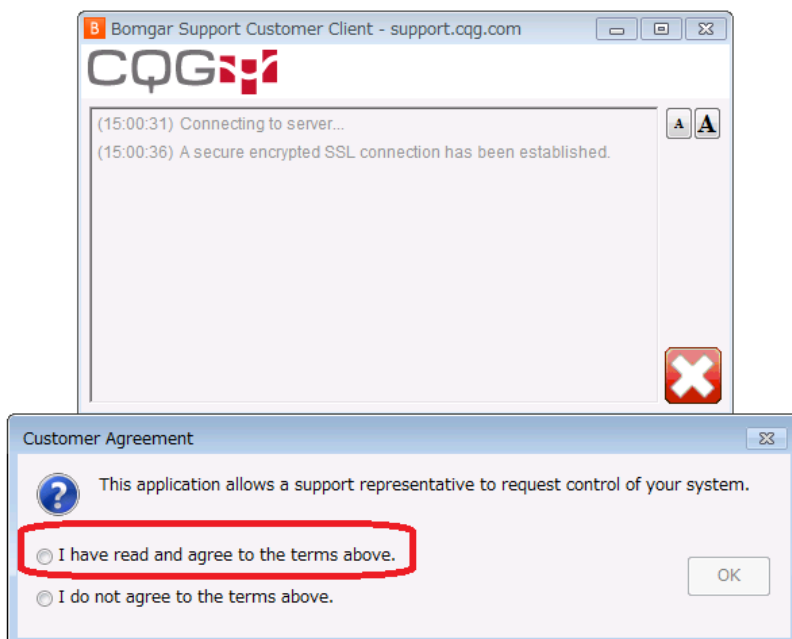 B Bomgar Support Customer Client - support.cqg.com
CQG
(15:00:31) Connecting to server...
(15:00:36) A secure encrypted SSL connection has been established.
A A
Customer Agreement
? This application allows a support representative to request control of your system.
I have read and agree to the terms above.
OK
I do not agree to the terms above.